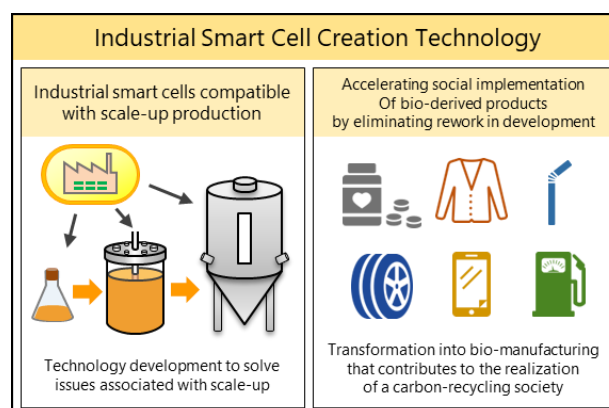 Industrial Smart Cell Creation Technology
Industrial smart cells compatible
with scale-up production
Technology development to solve
issues associated with scale-up
Accelerating social implementation
Of bio-derived products
by eliminating rework in development
Transformation into bio-manufacturing
that contributes to the realization
of a carbon-recycling society